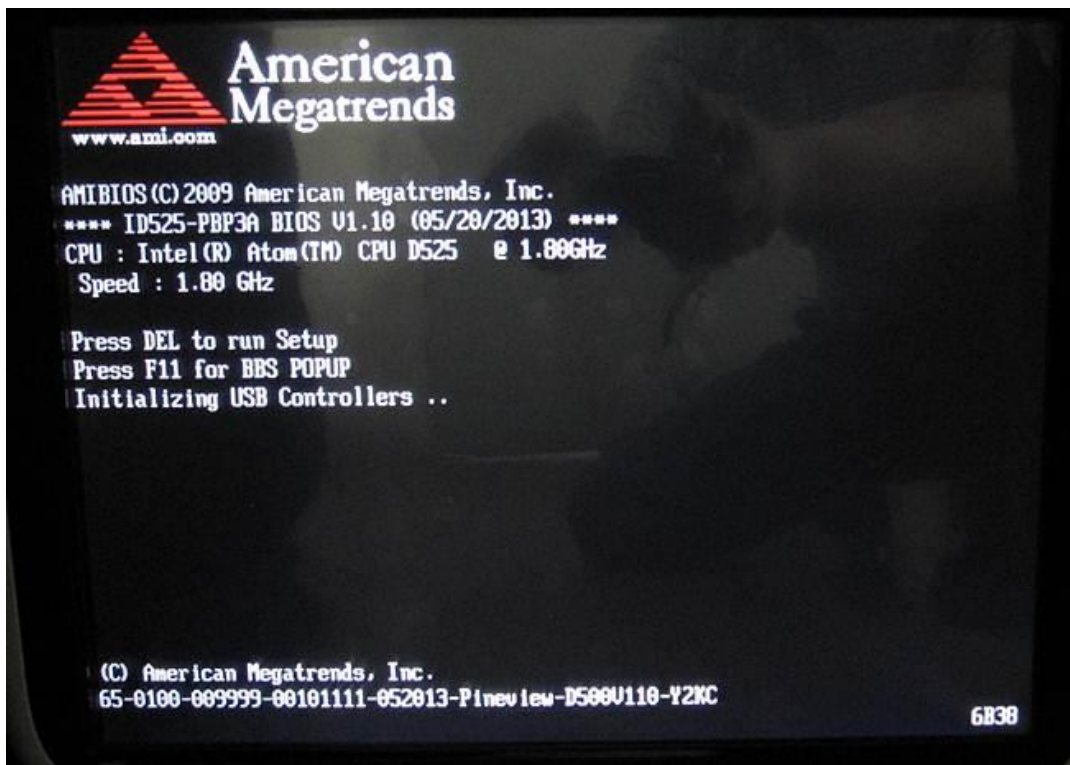 American
Megatrends
www.ami.com
AMIBIOS(C)2009 American Megatrends, Inc.
**** ID525-PBP3A BIOS V1.10 (05/20/2013) ****
CPU : Intel(R) Atom(TM) CPU D525 @ 1.80GHz
Speed : 1.80 GHz
Press DEL to run Setup
Press F11 for BBS POPUP
Initializing USB Controllers ..
(C) American Megatrends, Inc.
65-0100-009999-00101111-052013-Pineview-D500V110-Y2KC
6B38